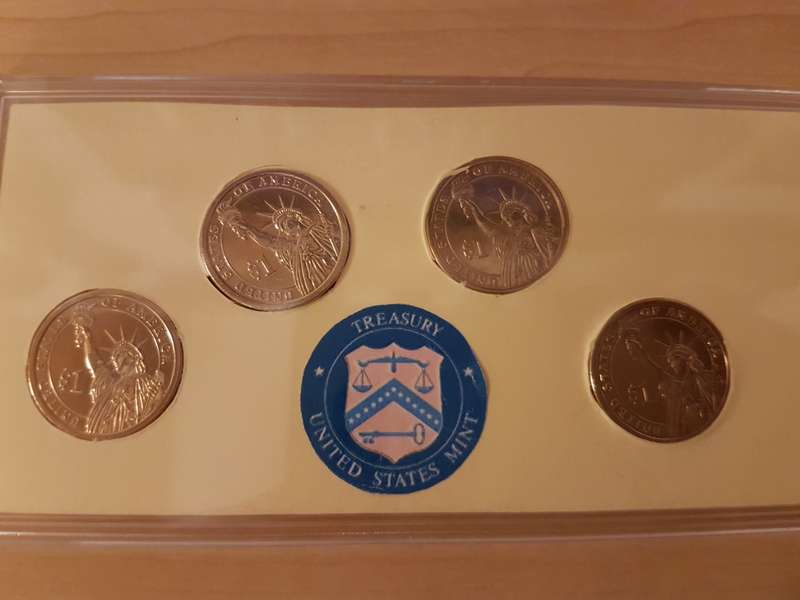 UNITED STATES OF AMERICA
$1
UNITED STATES OF AMERICA
$1
UNITED STATES OF AMERICA
$1
UNITED STATES OF AMERICA
$1
TREASURY
UNITED STATES MINT